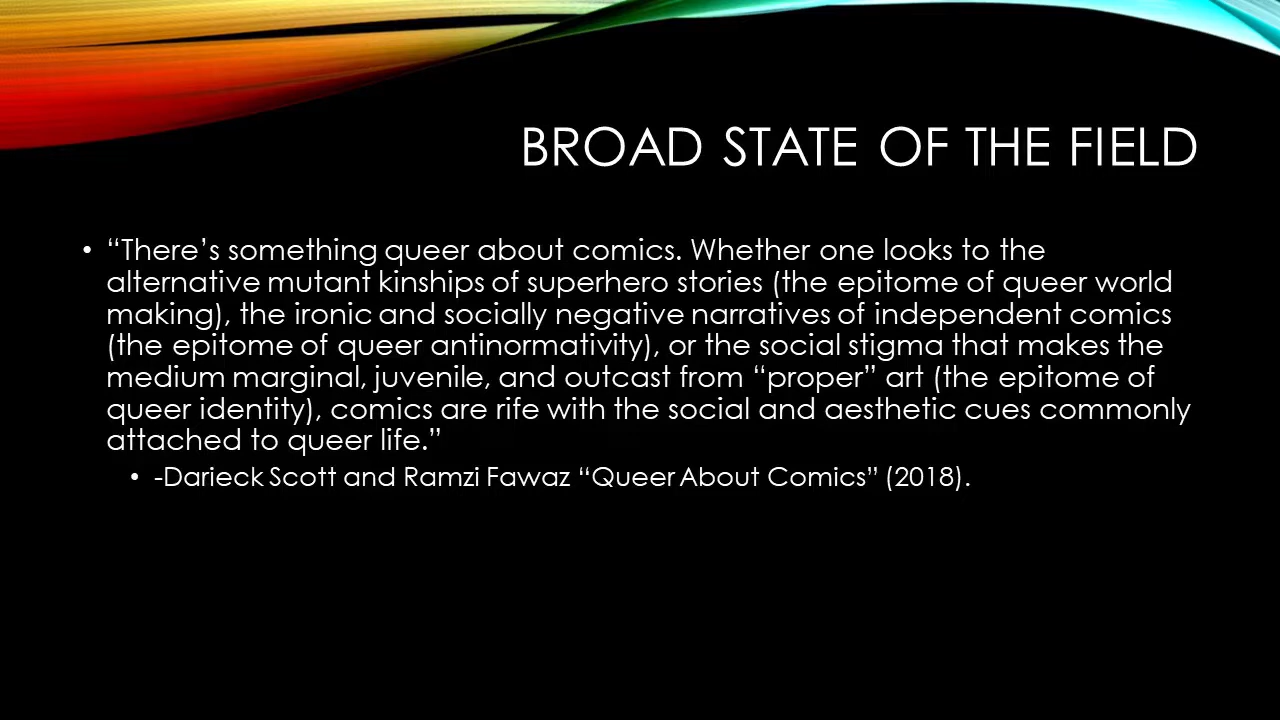 BROAD STATE OF THE FIELD
• “There’s something queer about comics. Whether one looks to the
alternative mutant kinships of superhero stories (the epitome of queer world
making), the ironic and socially negative narratives of independent comics
(the epitome of queer antinormativity), or the social stigma that makes the
medium marginal, juvenile, and outcast from “proper” art (the epitome of
queer identity), comics are rife with the social and aesthetic cues commonly
attached to queer life.”
• -Darieck Scott and Ramzi Fawaz “Queer About Comics” (2018).